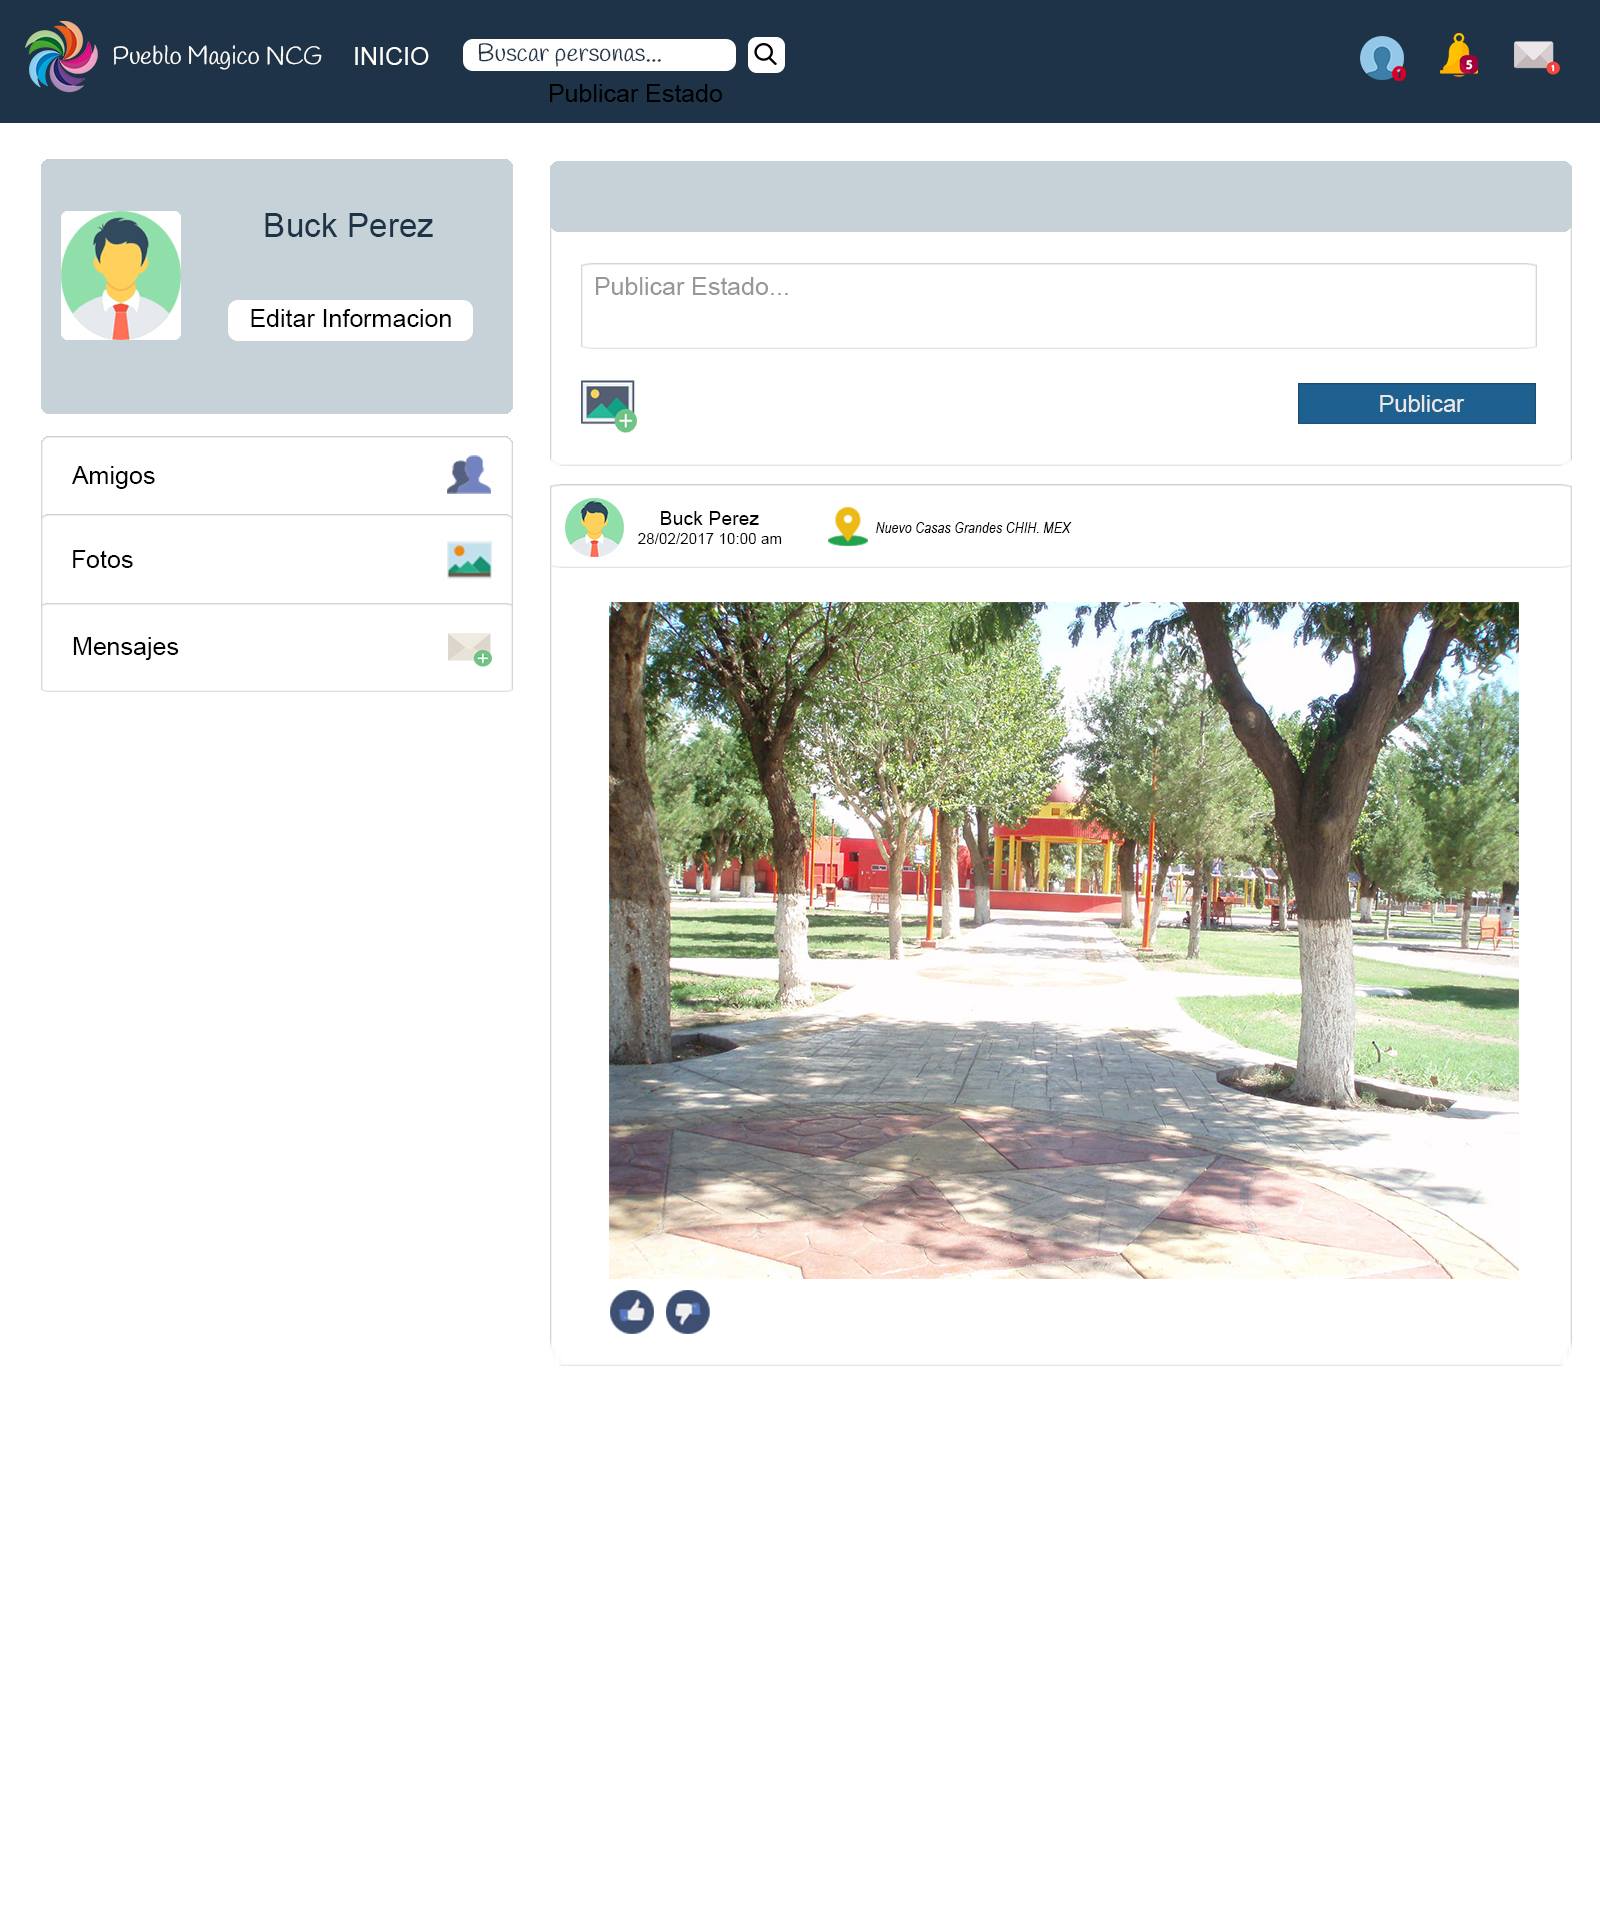 Pueblo Magico NCG
INICIO
Buscar personas...
5
1
Publicar Estado
Buck Perez
Editar Informacion
Publicar Estado...
Publicar
Amigos
Fotos
Mensajes
Buck Perez
28/02/2017 10:00 am
Nuevo Casas Grandes CHIH. MEX